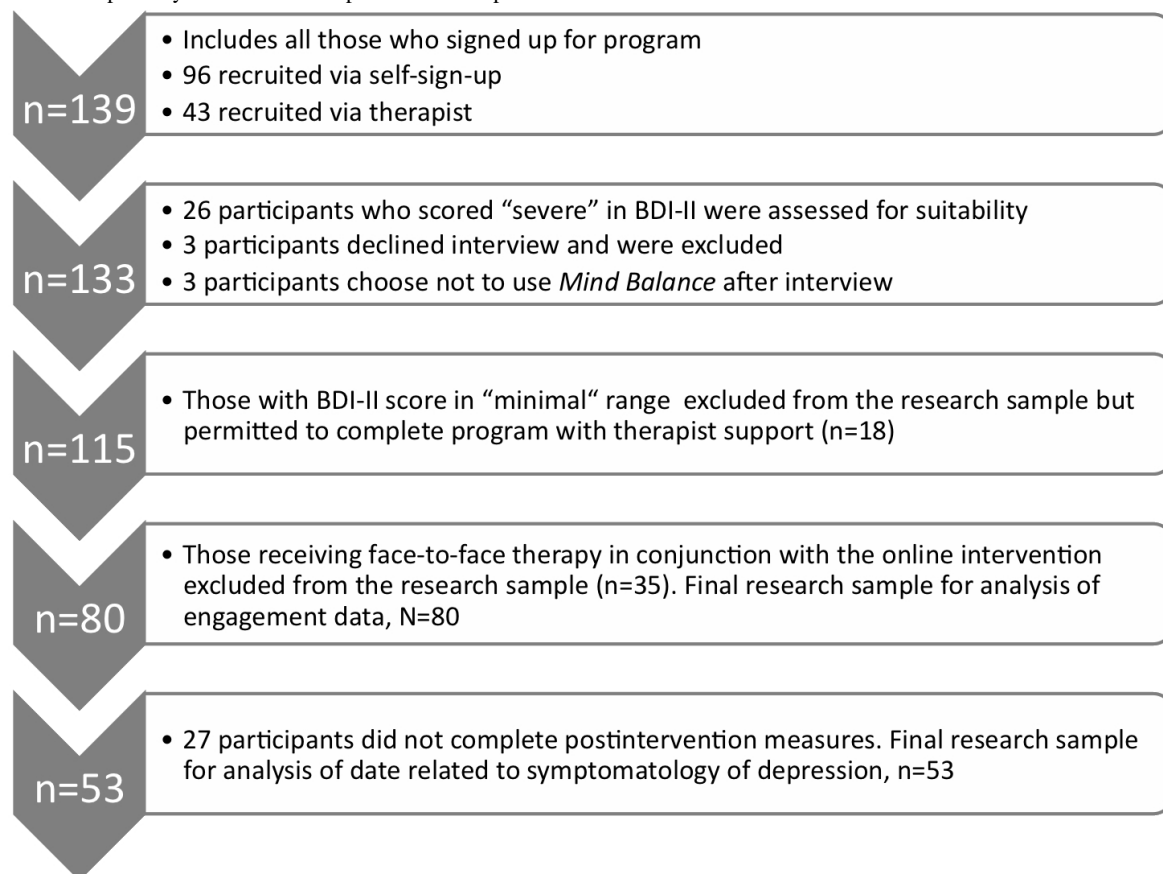 • Includes all those who signed up for program
• 96 recruited via self-sign-up
• 43 recruited via therapist
n=139
• 26 participants who scored “severe” in BDI-II were assessed for suitability
• 3 participants declined interview and were excluded
• 3 participants choose not to use Mind Balance after interview
n=133
• Those with BDI-II score in “minimal“ range excluded from the research sample but
permitted to complete program with therapist support (n=18)
n=115
• Those receiving face-to-face therapy in conjunction with the online intervention
excluded from the research sample (n=35). Final research sample for analysis of
engagement data, N=80
n=80
• 27 participants did not complete postintervention measures. Final research sample
for analysis of date related to symptomatology of depression, n=53
n=53